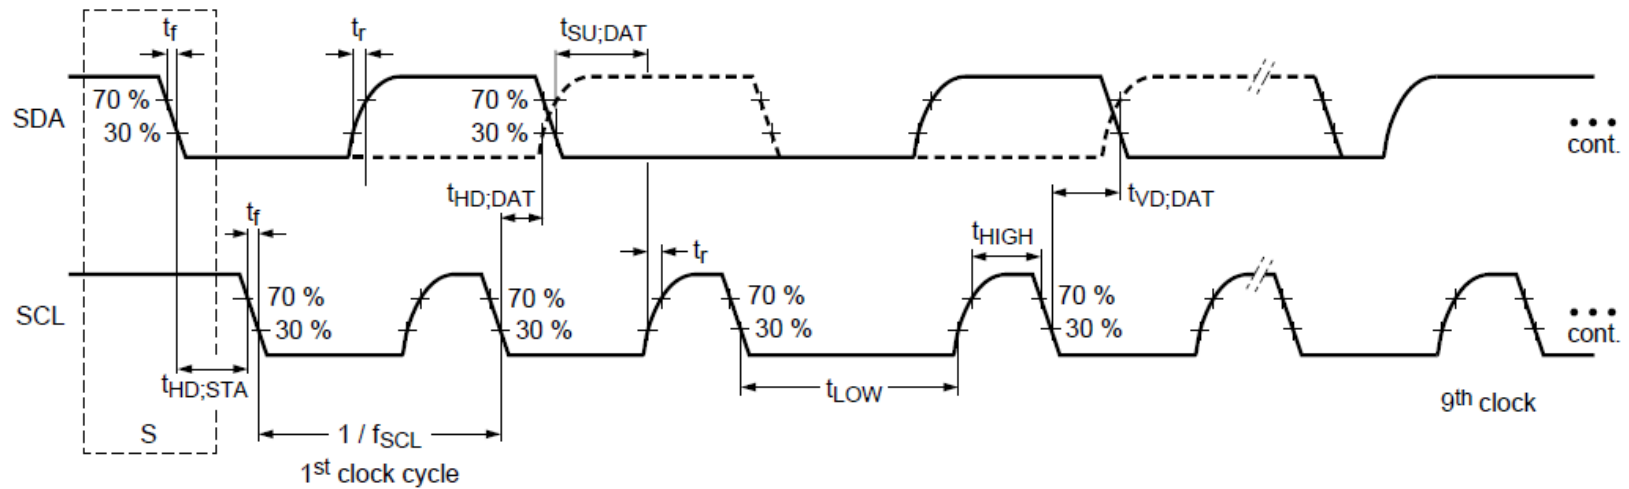 tf
tr
tSU;DAT
SDA
70 %
30 %
70 %
30 %
cont.
tHD;DAT
tVD;DAT
tf
tr
tHIGH
SCL
70 %
30 %
70 %
30 %
70 %
30 %
70 %
30 %
cont.
tHD;STA
tLOW
9th clock
S
1 / fSCL
1st clock cycle